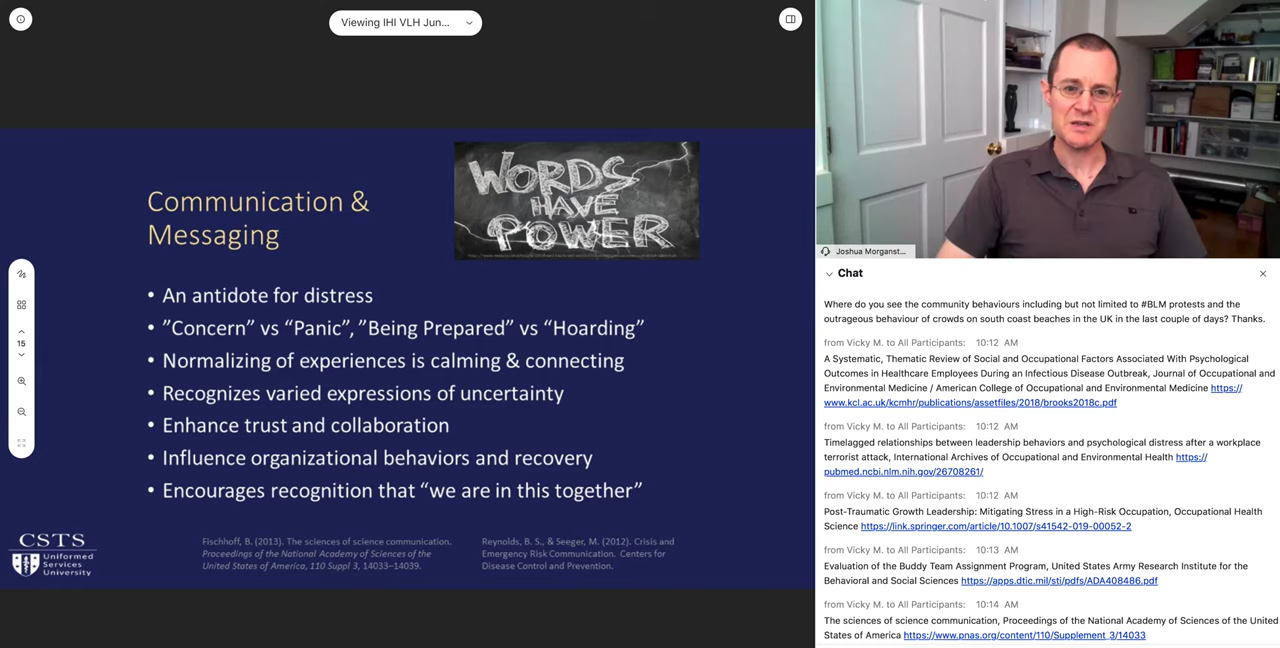 Viewing IHI VLH Jun...
15
Communication &
Messaging
WORDS
HAVE
POWER
• An antidote for distress
• "Concern" vs “Panic”, "Being Prepared" vs “Hoarding”
• Normalizing of experiences is calming & connecting
• Recognizes varied expressions of uncertainty
• Enhance trust and collaboration
• Influence organizational behaviors and recovery
• Encourages recognition that “we are in this together”
CSTS
Uniformed
Services
University
Fischhoff, B. (2013). The sciences of science communication.
Proceedings of the National Academy of Sciences of the
United States of America, 110 Suppl 3, 14033–14039.
Reynolds, B. S., & Seeger, M. (2012). Crisis and
Emergency Risk Communication. Centers for
Disease Control and Prevention.
Joshua Morganst...
Chat
Where do you see the community behaviours including but not limited to #BLM protests and the
outrageous behaviour of crowds on south coast beaches in the UK in the last couple of days? Thanks.
from Vicky M. to All Participants: 10:12 AM
A Systematic, Thematic Review of Social and Occupational Factors Associated With Psychological
Outcomes in Healthcare Employees During an Infectious Disease Outbreak, Journal of Occupational and
Environmental Medicine / American College of Occupational and Environmental Medicine https://
www.kcl.ac.uk/kcmhr/publications/assetfiles/2018/brooks2018c.pdf
from Vicky M. to All Participants: 10:12 AM
Timelagged relationships between leadership behaviors and psychological distress after a workplace
terrorist attack, International Archives of Occupational and Environmental Health https://
pubmed.ncbi.nlm.nih.gov/26708261/
from Vicky M. to All Participants: 10:12 AM
Post-Traumatic Growth Leadership: Mitigating Stress in a High-Risk Occupation, Occupational Health
Science https://link.springer.com/article/10.1007/s41542-019-00052-2
from Vicky M. to All Participants: 10:13 AM
Evaluation of the Buddy Team Assignment Program, United States Army Research Institute for the
Behavioral and Social Sciences https://apps.dtic.mil/sti/pdfs/ADA408486.pdf
from Vicky M. to All Participants: 10:14 AM
The sciences of science communication, Proceedings of the National Academy of Sciences of the United
States of America https://www.pnas.org/content/110/Supplement_3/14033